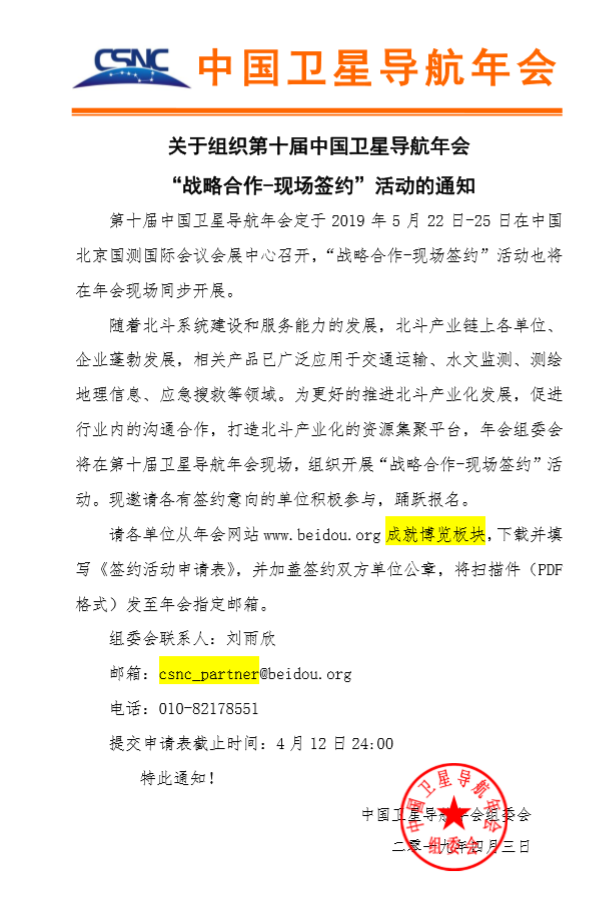 CSNC 中国卫星导航年会
关于组织第十届中国卫星导航年会
“战略合作-现场签约”活动的通知
第十届中国卫星导航年会定于 2019 年 5 月 22 日-25 日在中国
北京国测国际会议会展中心召开，“战略合作-现场签约”活动也将
在年会现场同步开展。
随着北斗系统建设和服务能力的发展，北斗产业链上各单位、
企业蓬勃发展，相关产品已广泛应用于交通运输、水文监测、测绘
地理信息、应急搜救等领域。为更好的推进北斗产业化发展，促进
行业内的沟通合作，打造北斗产业化的资源集聚平台，年会组委会
将在第十届卫星导航年会现场，组织开展“战略合作-现场签约”活
动。现邀请各有签约意向的单位积极参与，踊跃报名。
请各单位从年会网站 www.beidou.org 成就博览板块，下载并填
写《签约活动申请表》，并加盖签约双方单位公章，将扫描件（PDF
格式）发至年会指定邮箱。
组委会联系人：刘雨欣
邮箱：csnc_partner@beidou.org
电话：010-82178551
提交申请表截止时间：4 月 12 日 24:00
特此通知！
中国卫星导航年会组委会
二零一九年四月三日
中国卫星导航年会
组委会